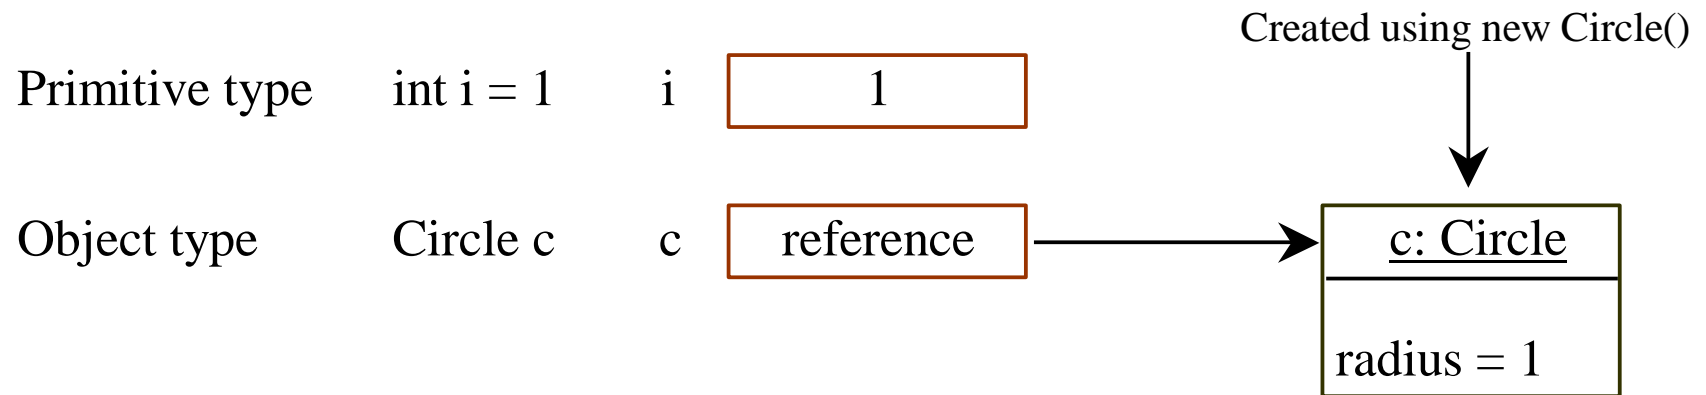 Created using new Circle()
Primitive type int i = 1 i 1
Object type Circle c c reference c: Circle
radius = 1